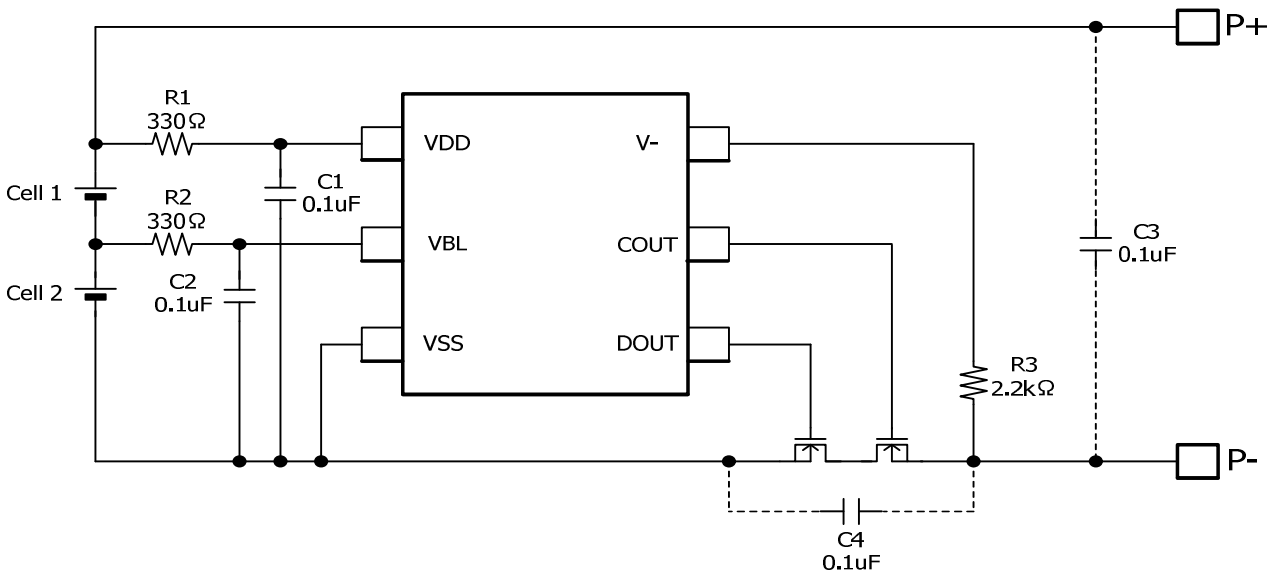 P+
R1
330Ω
VDD
V-
Cell 1
C1
0.1uF
R2
330Ω
VBL
COUT
C3
0.1uF
C2
0.1uF
Cell 2
VSS
DOUT
R3
2.2kΩ
P-
C4
0.1uF